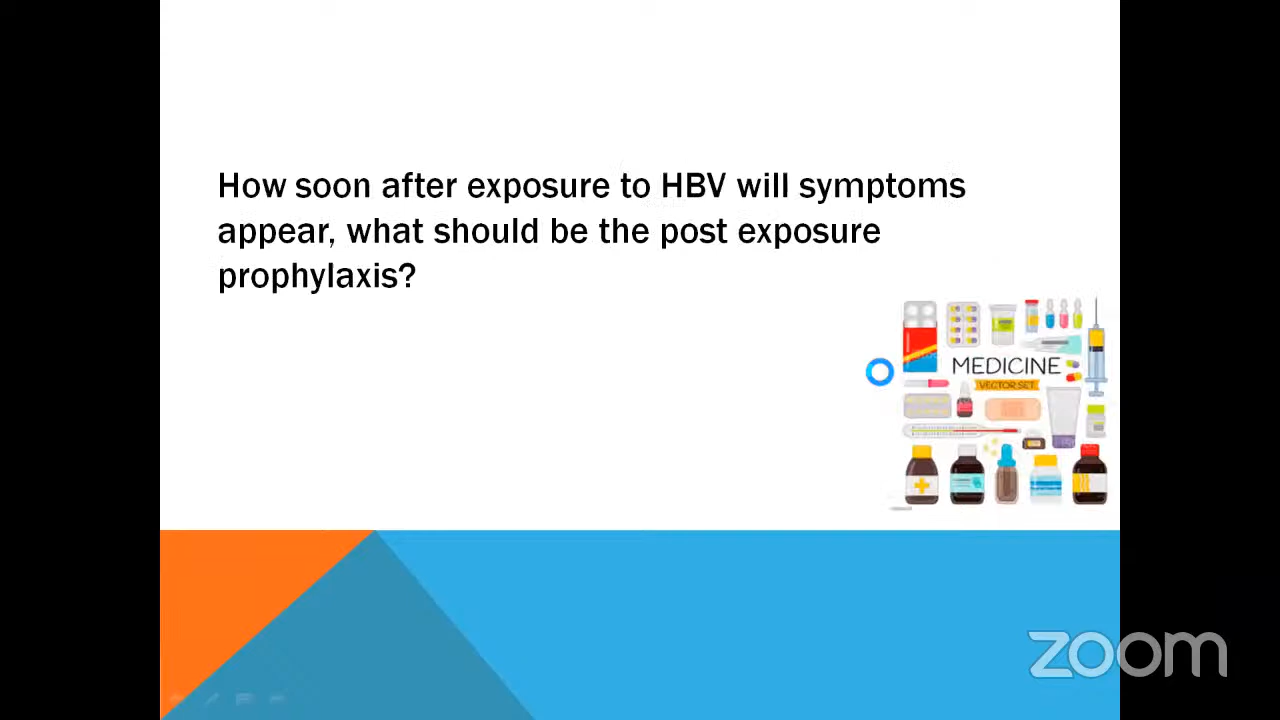 How soon after exposure to HBV will symptoms
appear, what should be the post exposure
prophylaxis?
MEDICINE
VECTOR SET
zoom